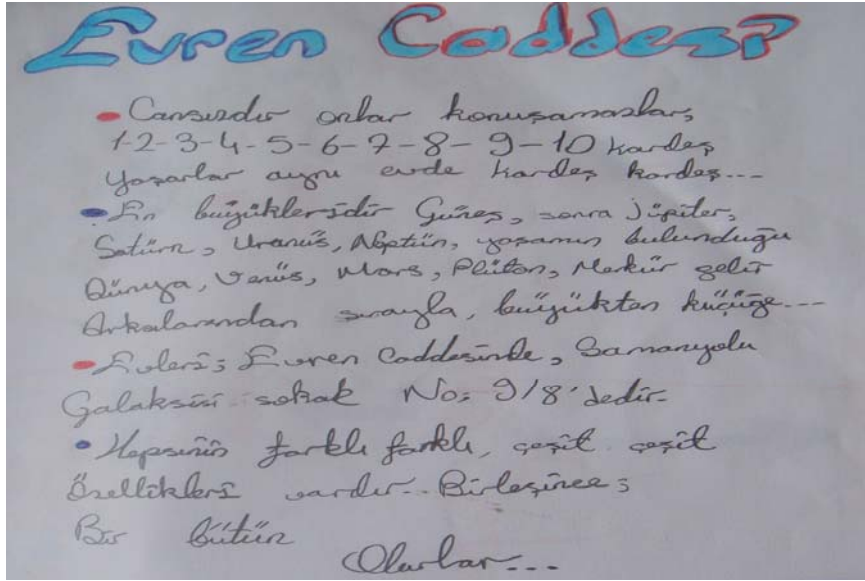 Evren Caddesi
Cansızdır onlar konuşamazlar,
1-2-3-4-5-6-7-8-9-10 kardeş
Yaşarlar aynı evde kardeş kardeş...
En büyükleridir Güneş, sonra Jüpiter,
Satürn, Uranüs, Neptün, yaşamın bulunduğu
Dünya, Venüs, Mars, Plüton, Merkür gelir
Arkalarından sırayla, büyükten küçüğe...
Evleri; Evren Caddesinde, Samanyolu
Galaksisi sokak No: 9/8'dedir.
Hepsinin farklı farklı, çeşit çeşit
Özellikleri vardır.. Birleşince;
Bir bütün
Olurlar...